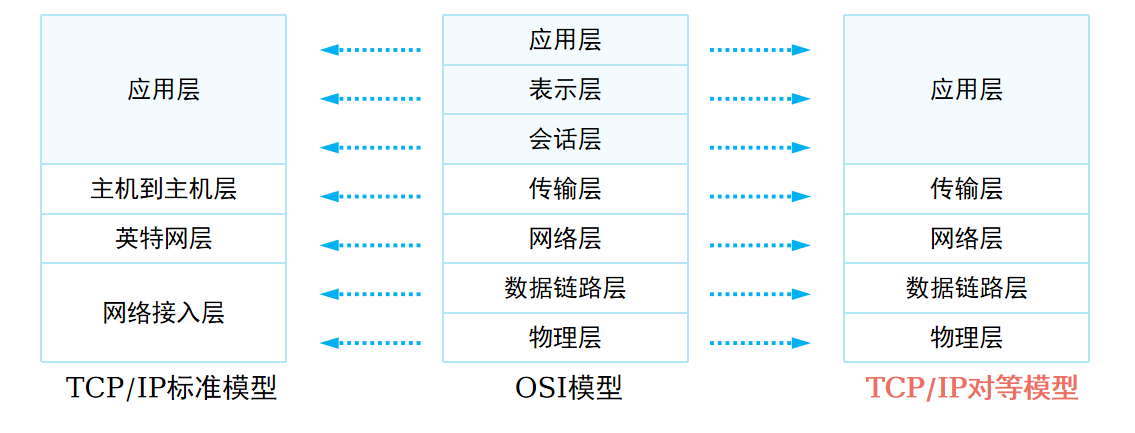 应用层
主机到主机层
英特网层
网络接入层
TCP/IP标准模型
应用层
表示层
会话层
传输层
网络层
数据链路层
物理层
OSI模型
应用层
传输层
网络层
数据链路层
物理层
TCP/IP对等模型